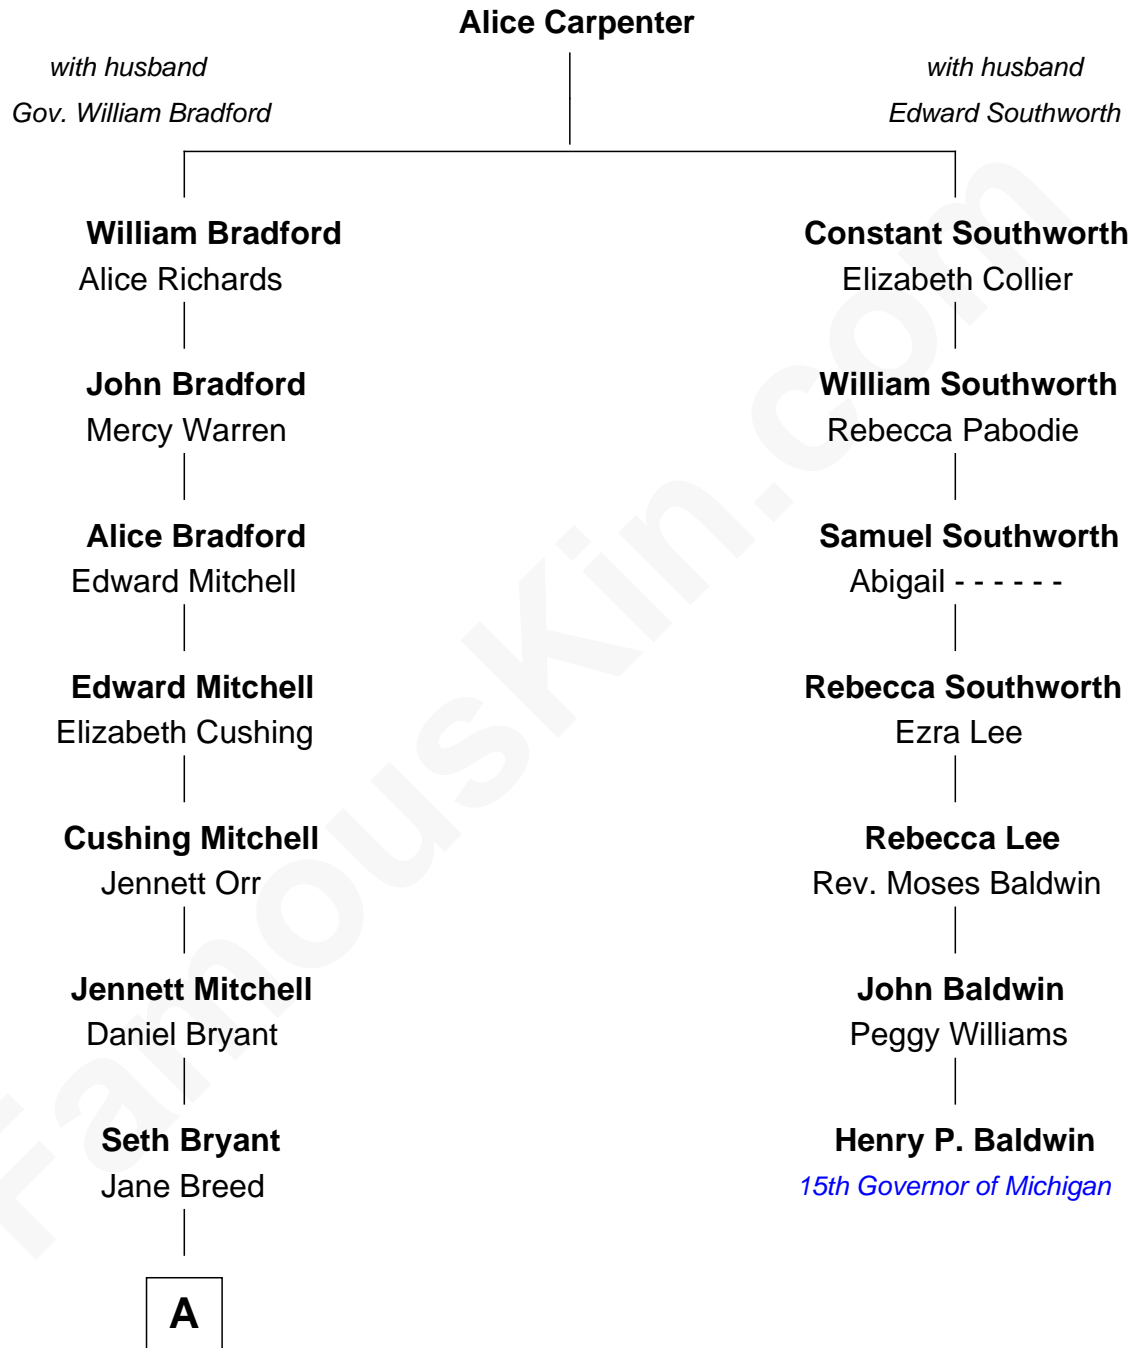 Alice Carpenter
with husband
Gov. William Bradford
with husband
Edward Southworth
William Bradford
Alice Richards
Constant Southworth
Elizabeth Collier
John Bradford
Mercy Warren
William Southworth
Rebecca Pabodie
Alice Bradford
Edward Mitchell
Samuel Southworth
Abigail - - - - - -
Edward Mitchell
Elizabeth Cushing
Rebecca Southworth
Ezra Lee
Cushing Mitchell
Jennett Orr
Rebecca Lee
Rev. Moses Baldwin
Jennett Mitchell
Daniel Bryant
John Baldwin
Peggy Williams
Seth Bryant
Jane Breed
Henry P. Baldwin
15th Governor of Michigan
A
FamousKin.com